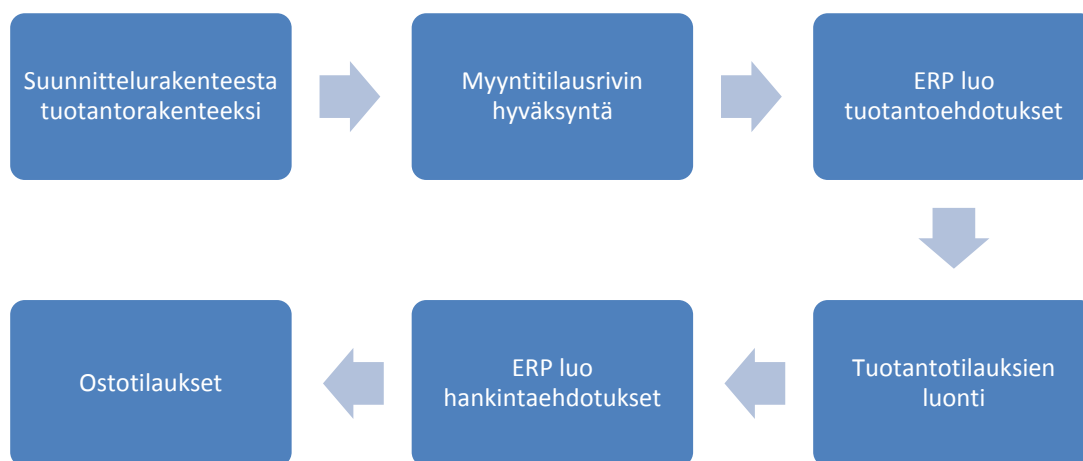 Suunnittelurakenteesta
tuotantorakenteeksi
Myyntitilausrivin
hyväksyntä
ERP luo
tuotantoehdotukset
Tuotantotilauksien
luonti
ERP luo
hankintaehdotukset
Ostotilaukset